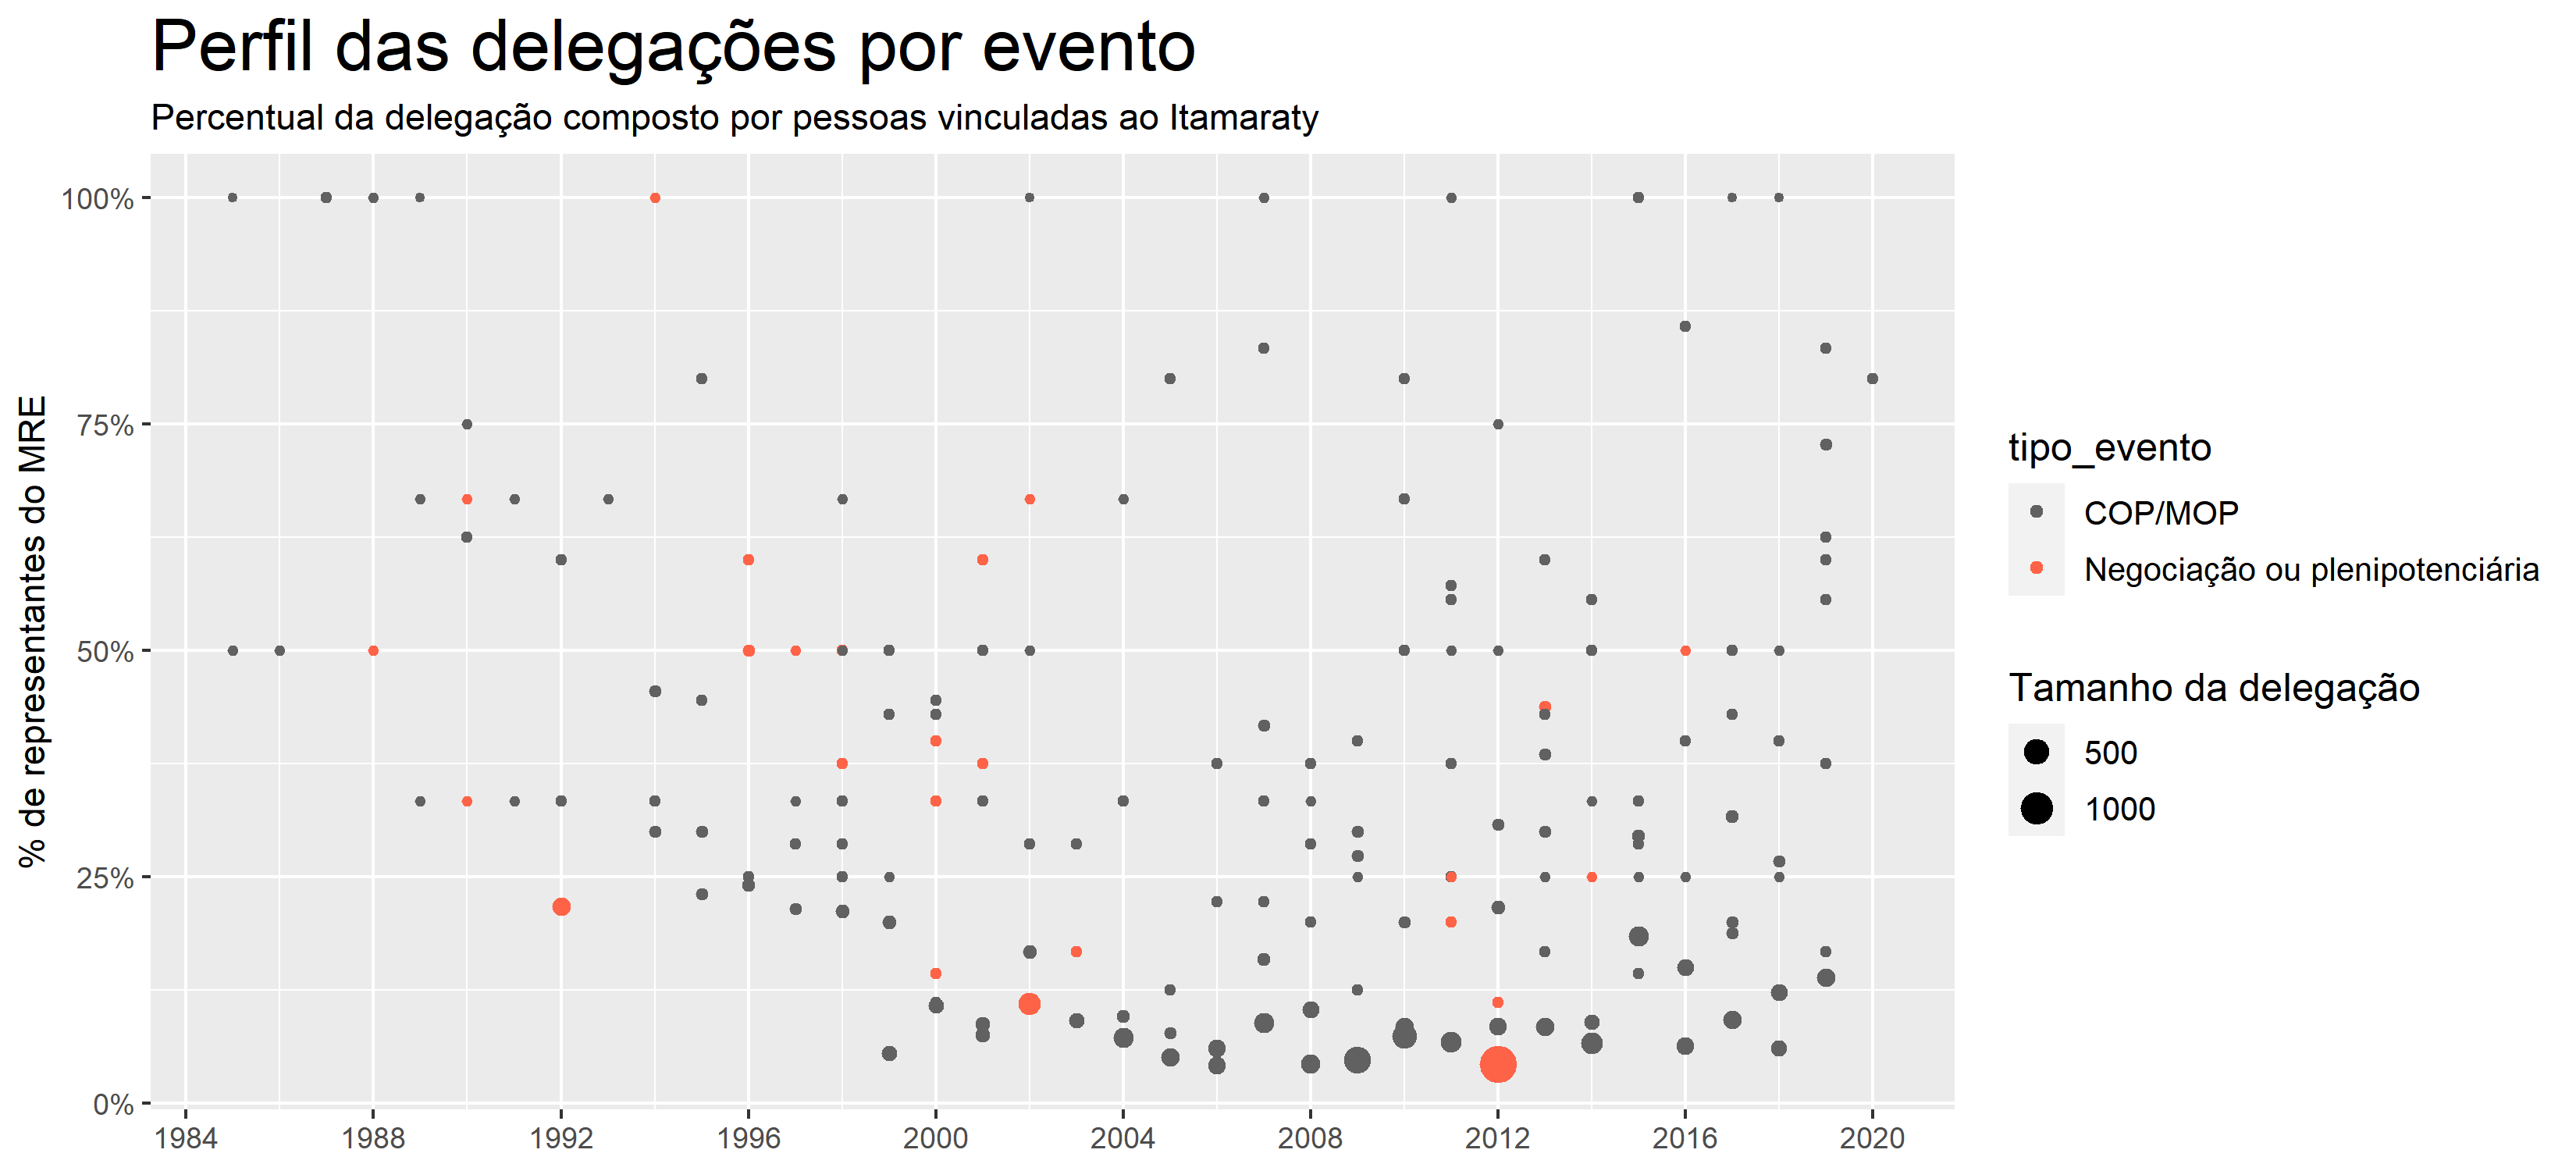 Perfil das delegações por evento
Percentual da delegação composto por pessoas vinculadas ao Itamaraty
% de representantes do MRE
100%
75%
50%
25%
0%
1984
1988
1992
1996
2000
2004
2008
2012
2016
2020
tipo_evento
COP/MOP
Negociação ou plenipotenciária
Tamanho da delegação
500
1000